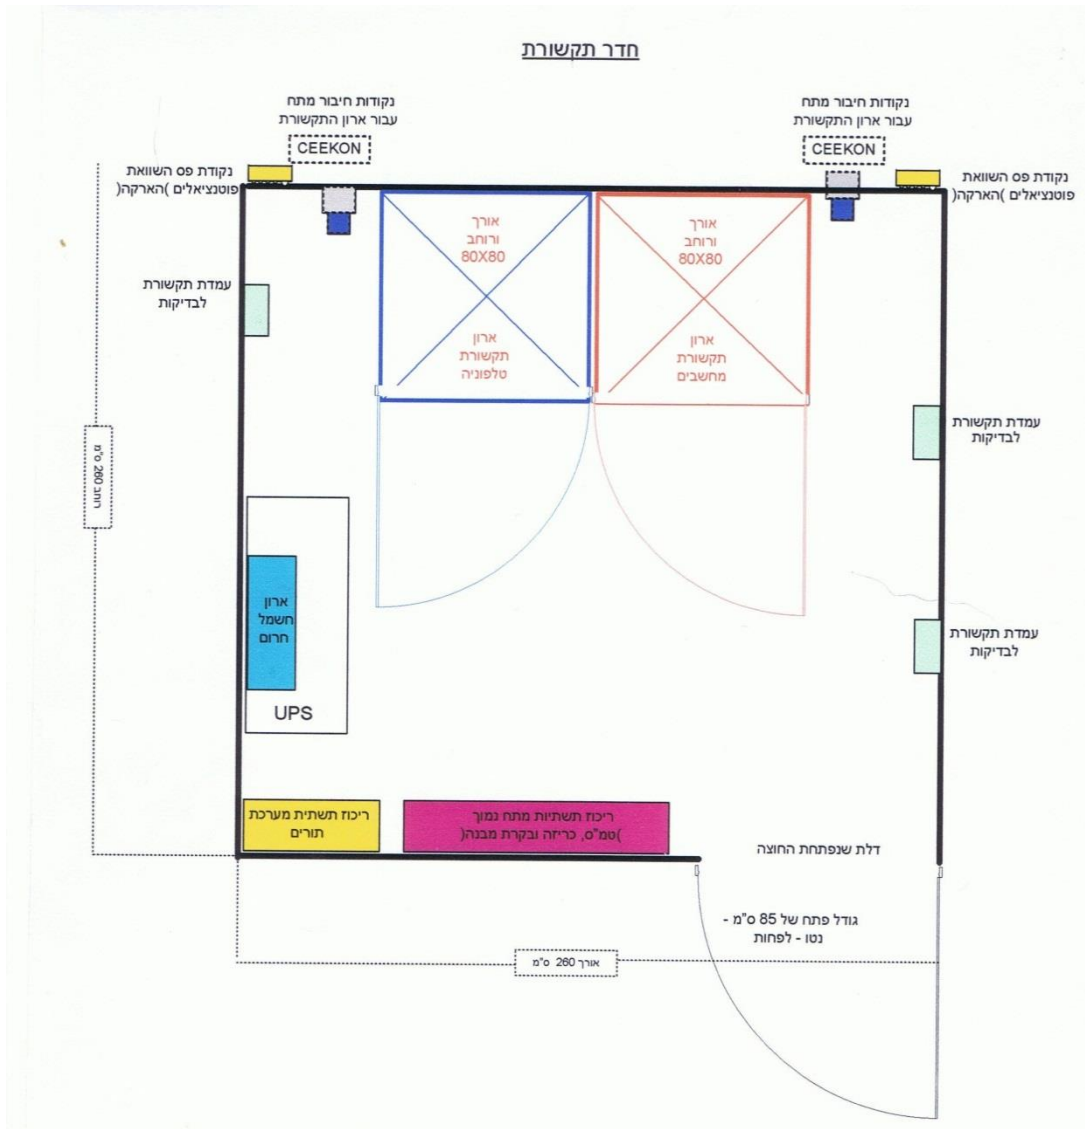 חדר תקשורת
נקודות חיבור מתח
עבור ארון התקשורת
CEEKON
נקודות חיבור מתח
עבור ארון התקשורת
CEEKON
נקודת פס השוואת
פוטנציאלים )הארקה(
נקודת פס השוואת
פוטנציאלים )הארקה(
אורך
ורוחב
80X80
ארון
תקשורת
מחשבים
אורך
ורוחב
80X80
ארון
תקשורת
טלפוניה
עמדת תקשורת
לבדיקות
עמדת תקשורת
לבדיקות
רוחב 260 ס"מ
ארון
חשמל
חרום
UPS
עמדת תקשורת
לבדיקות
ריכוז תשתיות מתח נמוך
)טמ"ס, כריזה ובקרת מבנה(
ריכוז תשתית מערכת
תורים
דלת שנפתחת החוצה
גודל פתח של 85 ס"מ -
נטו - לפחות
אורך 260 ס"מ